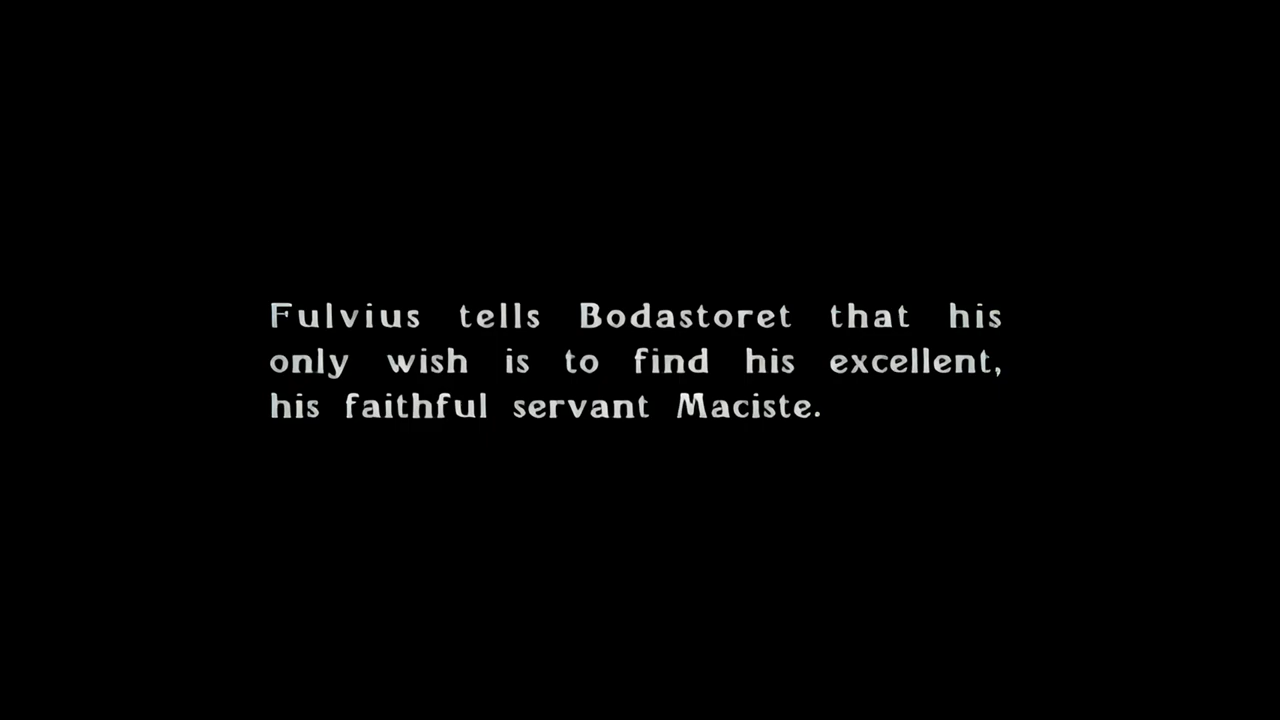 Fulvius tells Bodastoret that his
only wish is to find his excellent,
his faithful servant Maciste.